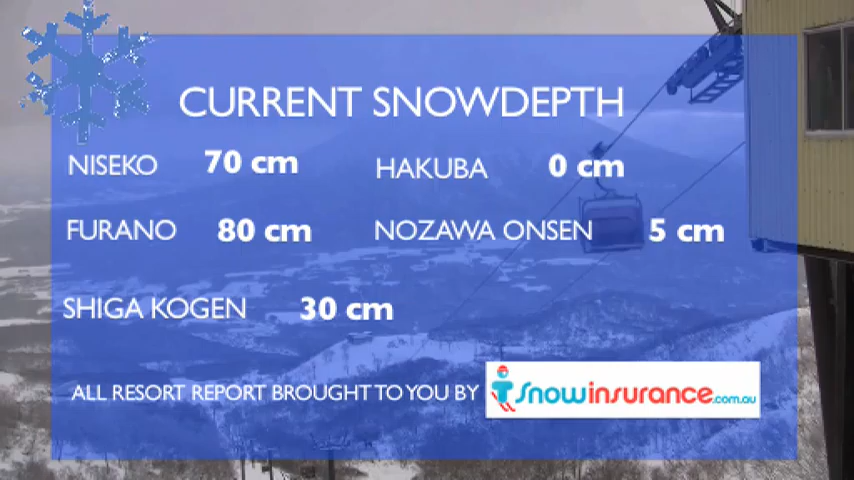 CURRENT SNOWDEPTH
NISEKO 70 cm HAKUBA 0 cm
FURANO 80 cm NOZAWA ONSEN 5 cm
SHIGA KOGEN 30 cm
ALL RESORT REPORT BROUGHT TO YOU BY snowinsurance.com.au